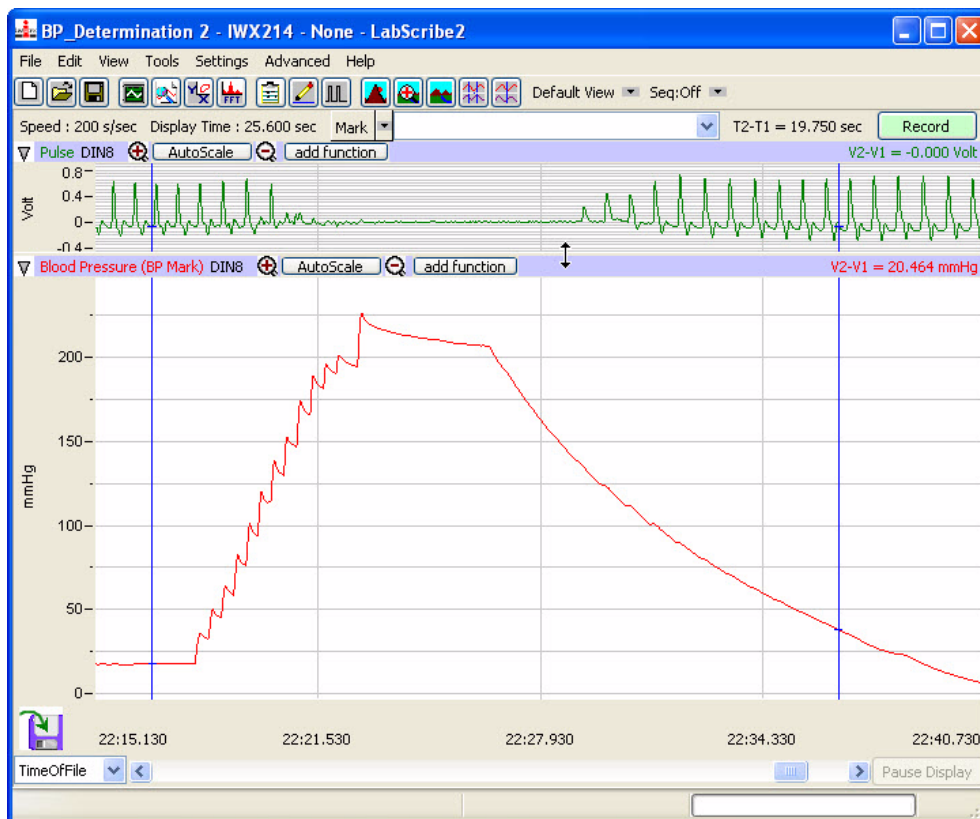 BP_Determination 2 - IWX214 - None - LabScribe2
File Edit View Tools Settings Advanced Help
Y X FFT Default View Seq:Off
Speed : 200 s/sec Display Time : 25.600 sec Mark T2-T1 = 19.750 sec Record
Pulse DIN8 AutoScale add function V2-V1 = -0.000 Volt
0.8
0.4
0
-0.4
Volt
Blood Pressure (BP Mark) DIN8 AutoScale add function V2-V1 = 20.464 mmHg
200
150
100
50
0
mmHg
22:15.130 22:21.530 22:27.930 22:34.330 22:40.730
TimeOfFile Pause Display